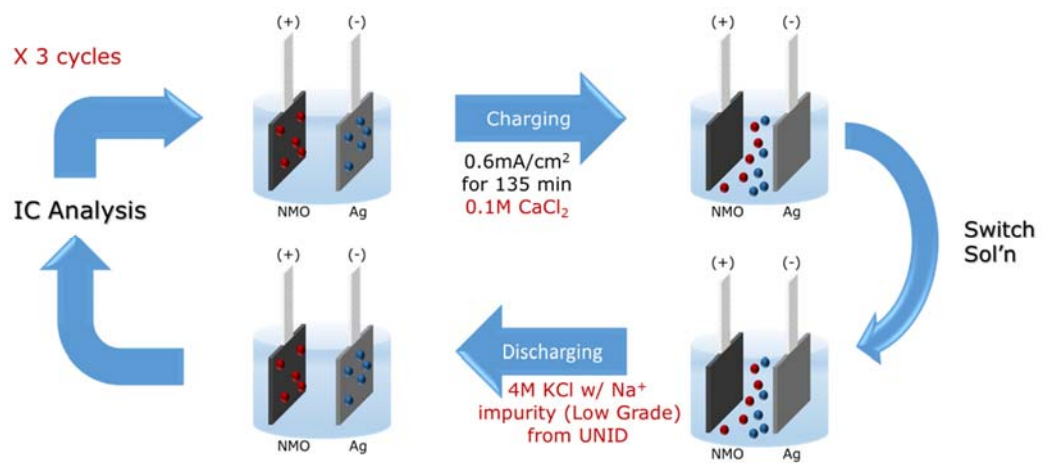 X 3 cycles
(+) (-)
NMO Ag
Charging
0.6mA/cm²
for 135 min
0.1M CaCl₂
(+) (-)
NMO Ag
IC Analysis
Switch
Sol'n
(+) (-)
NMO Ag
Discharging
4M KCl w/ Na⁺
impurity (Low Grade)
from UNID
(+) (-)
NMO Ag